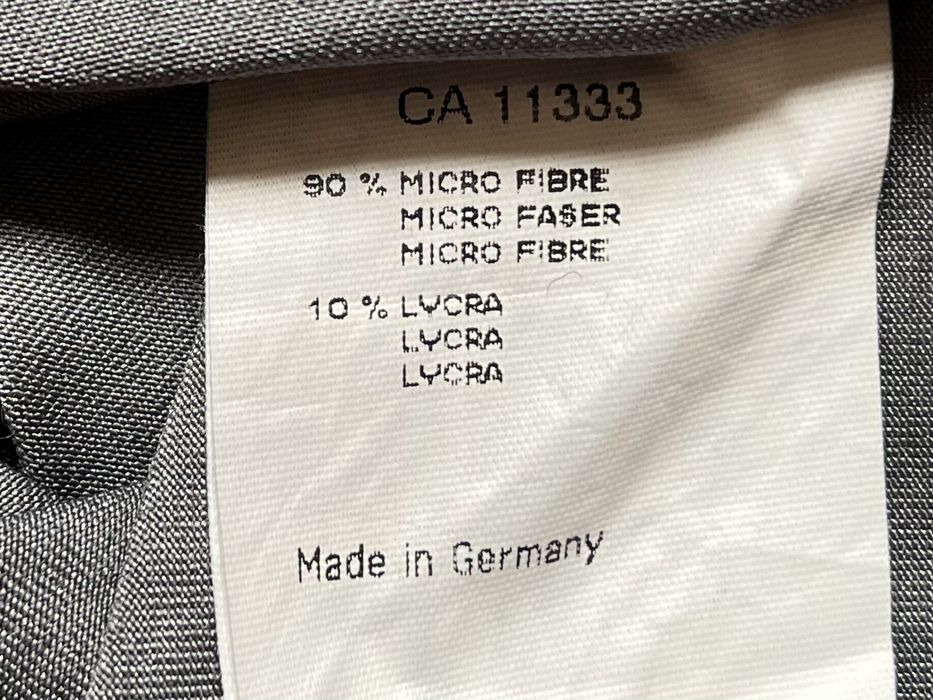 CA 11333
90 % MICRO FIBRE
MICRO FASER
MICRO FIBRE
10 % LYCRA
LYCRA
LYCRA
Made in Germany